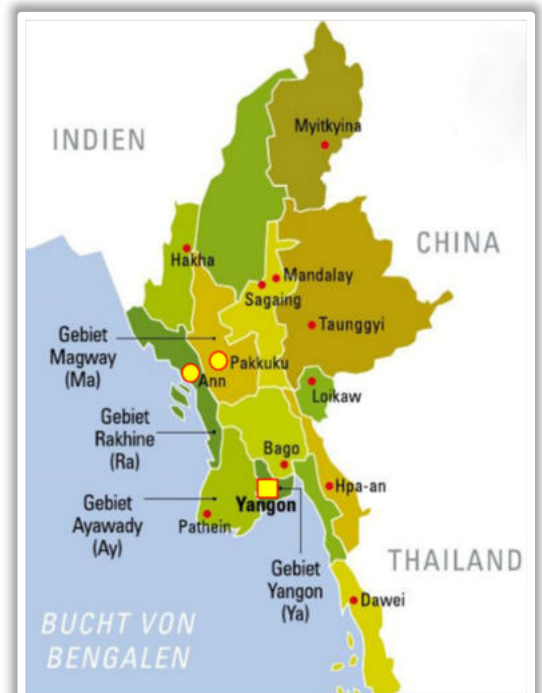 Myitkyina
INDIEN
CHINA
Hakha
Mandalay
Sagaing
Gebiet
Magway
(Ma)
Taunggyi
Pakkuku
Ann
Loikaw
Gebiet
Rakhine
(Ra)
Bago
Hpa-an
Gebiet
Ayawady
(Ay)
Yangon
Pathein
THAILAND
Gebiet
Yangon
(Ya)
Dawei
BUCHT VON
BENGALEN